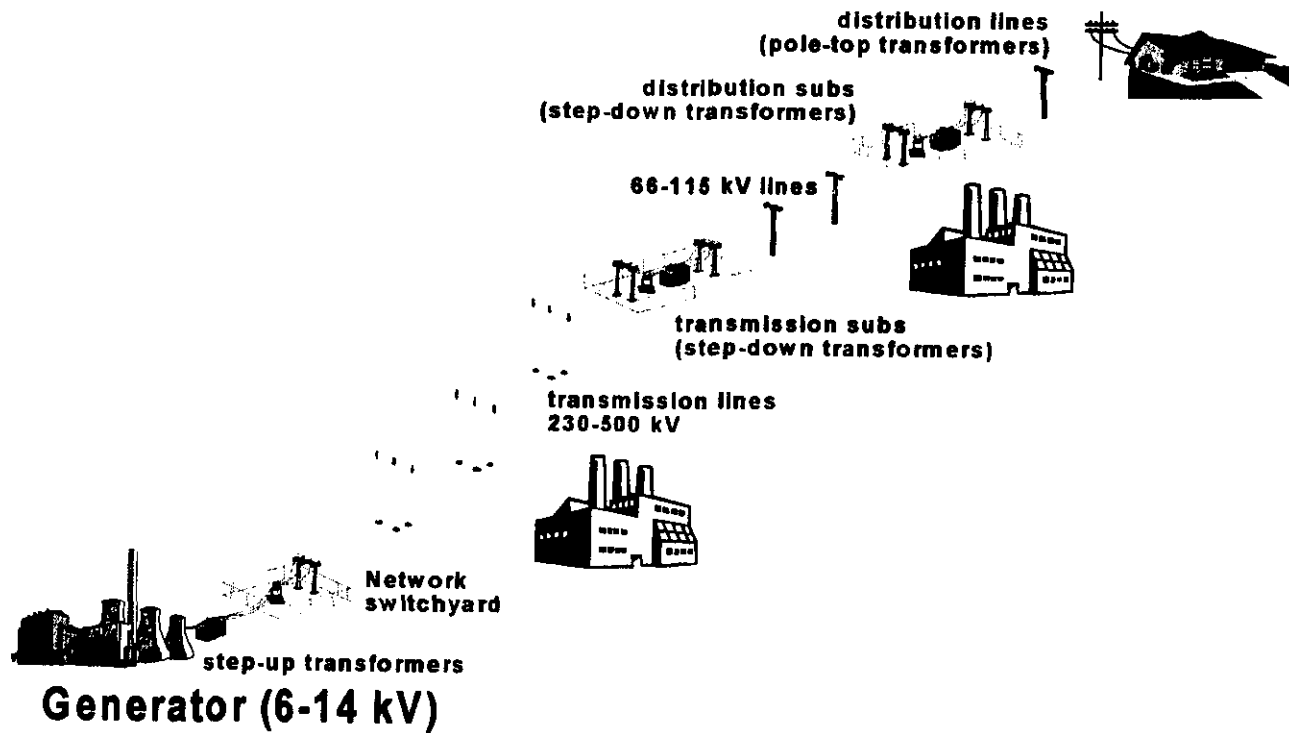 distribution lines
(pole-top transformers)
distribution subs
(step-down transformers)
66-115 kV lines
transmission subs
(step-down transformers)
transmission lines
230-500 kV
Network
switchyard
step-up transformers
Generator (6-14 kV)